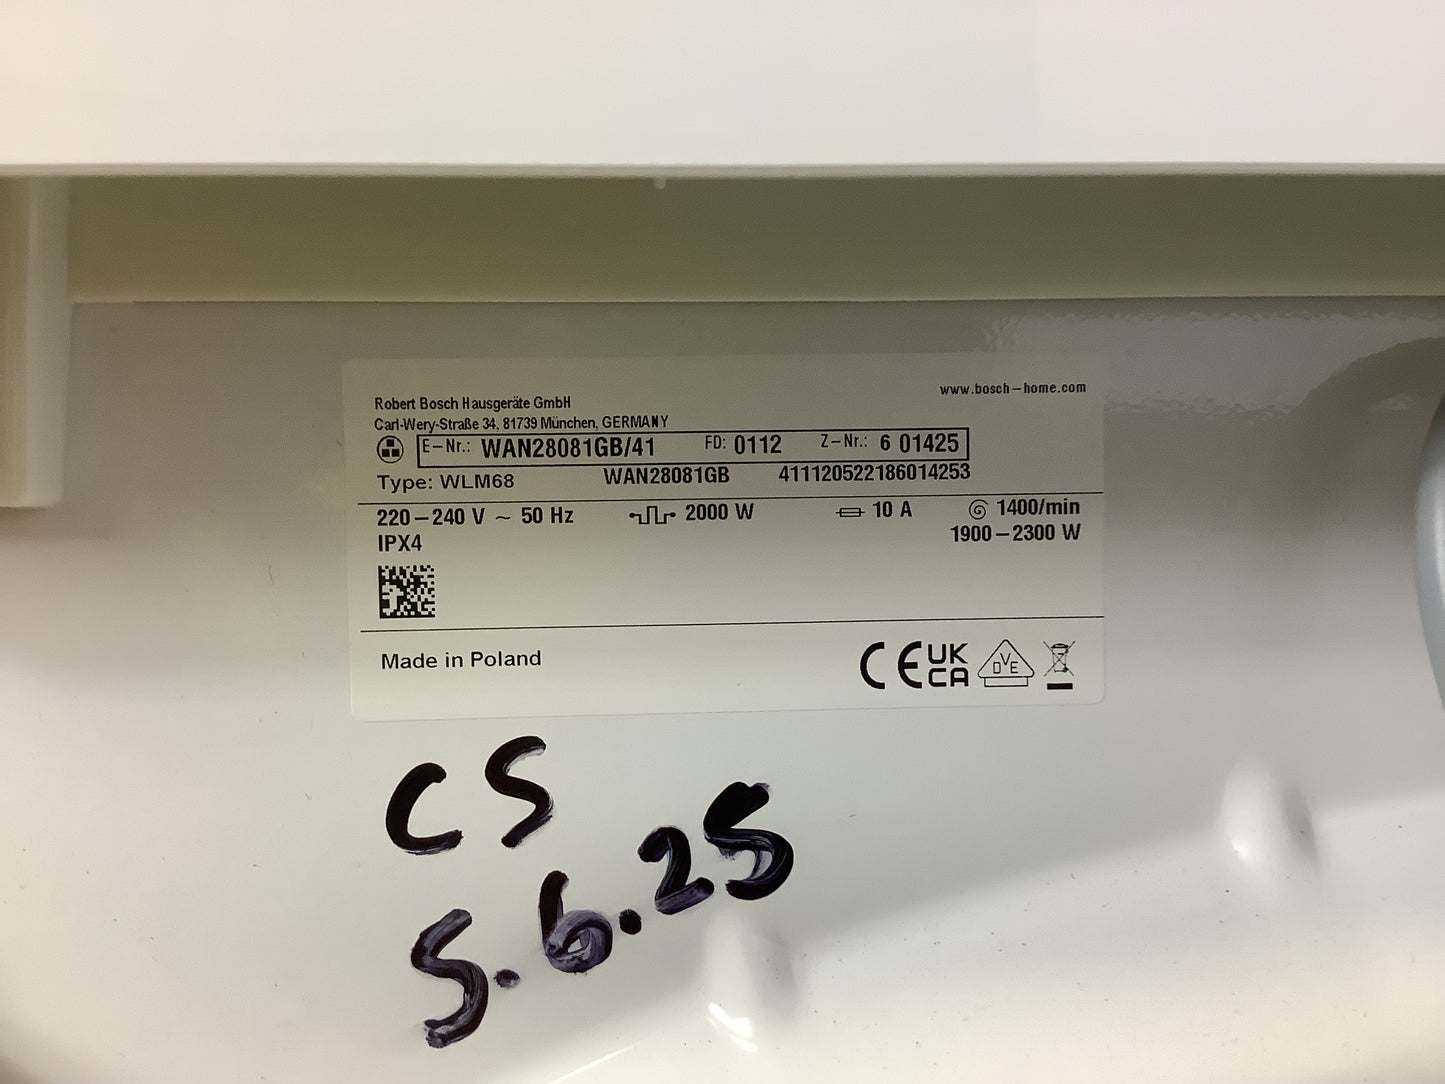 Robert Bosch Hausgeräte GmbH
www.bosch-home.com
Carl-Wery-Straße 34, 81739 München, GERMANY
E-Nr.: WAN28081GB/41 FD: 0112 Z-Nr.: 6 01425
Type: WLM68 WAN28081GB 411120522186014253
220-240 V ~ 50 Hz 2000 W 10 A 1400/min
IPX4 1900-2300 W
Made in Poland
CE UK CA DVE
CS
5.6.25